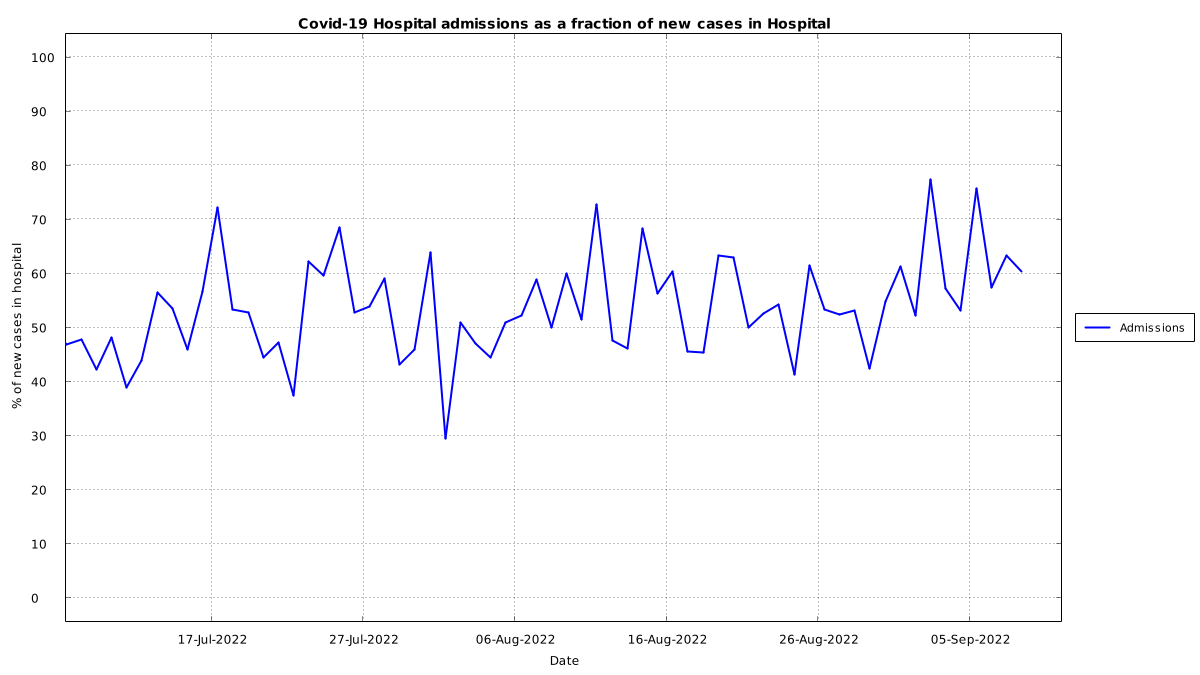 Covid-19 Hospital admissions as a fraction of new cases in Hospital
% of new cases in hospital
100
90
80
70
60
50
40
30
20
10
0
17-Jul-2022
27-Jul-2022
06-Aug-2022
16-Aug-2022
26-Aug-2022
05-Sep-2022
Date
Admissions